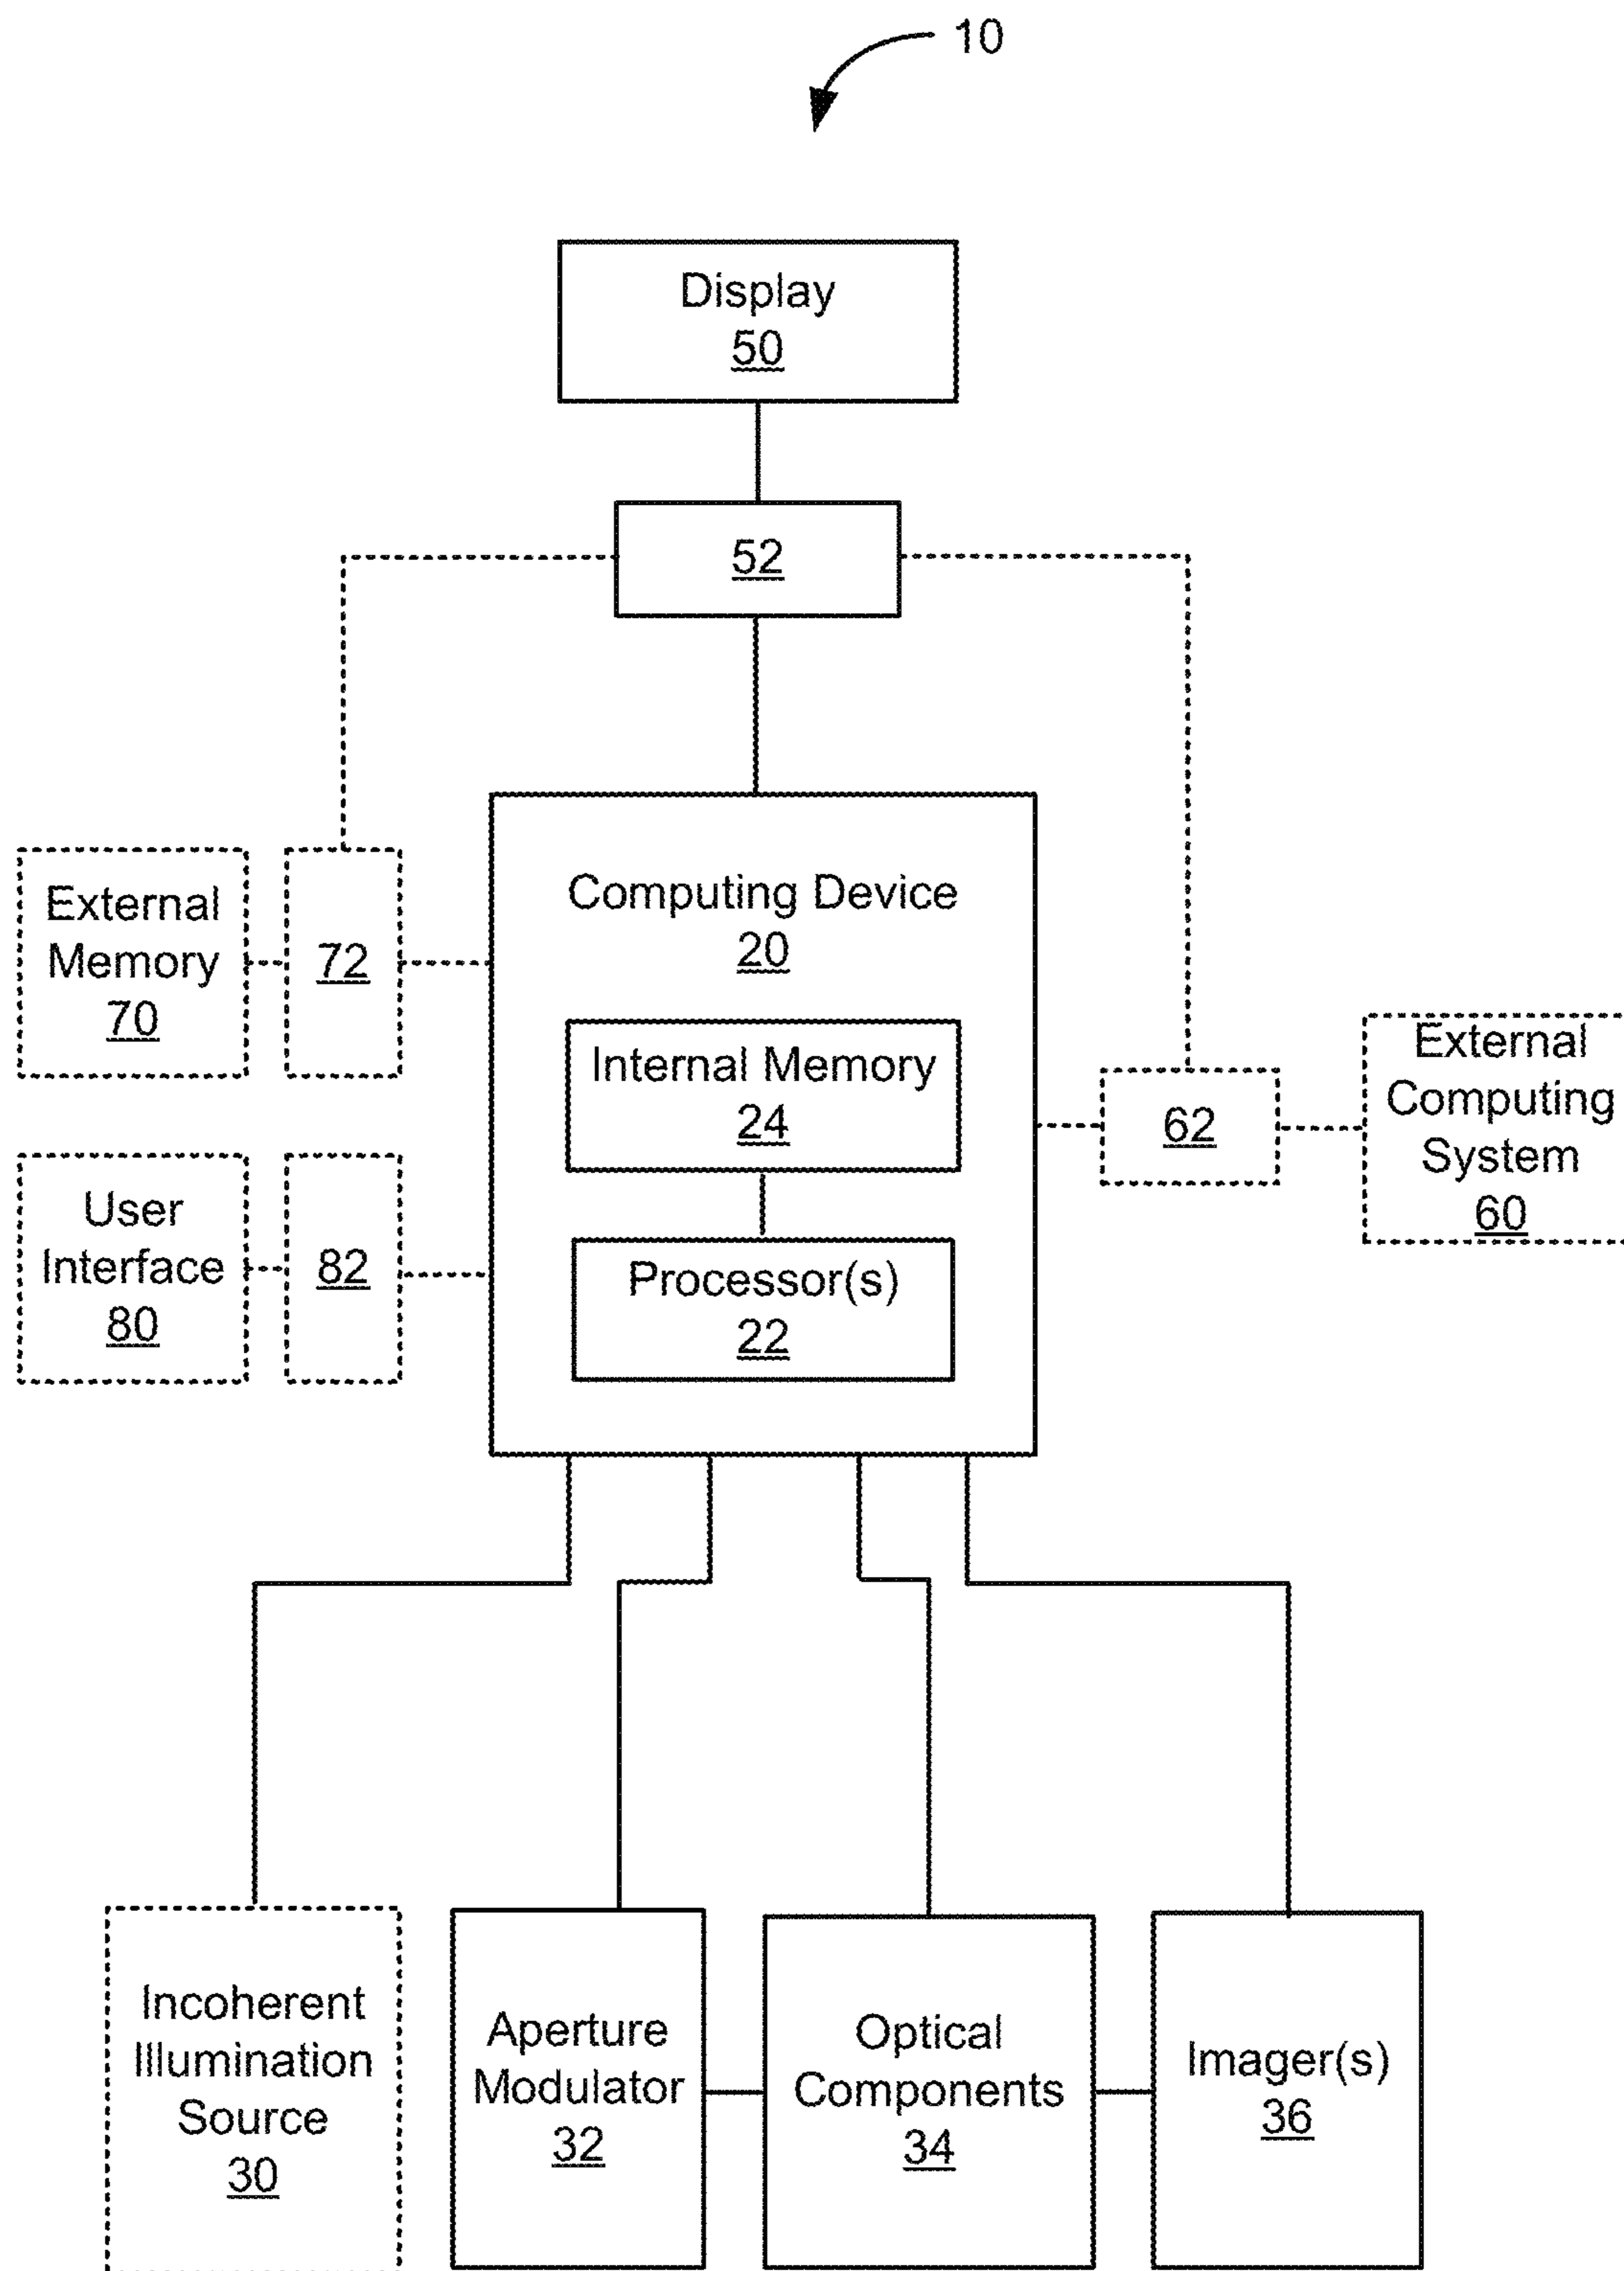 10
Display
50
52
Computing Device
20
External
Memory
70
72
Internal Memory
24
External
Computing
System
60
62
User
Interface
80
82
Processor(s)
22
Incoherent
Illumination
Source
30
Aperture
Modulator
32
Optical
Components
34
Imager(s)
36